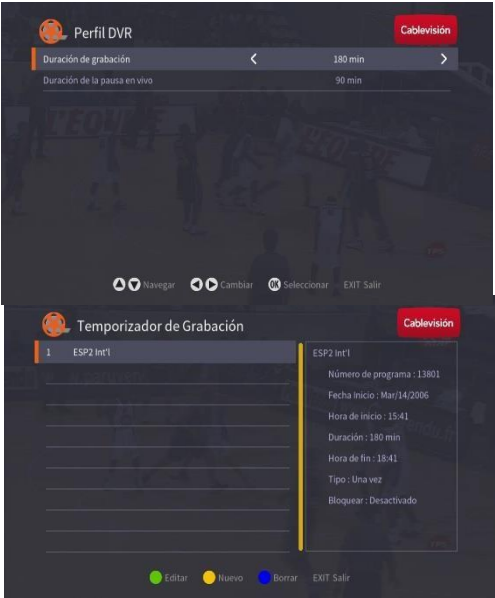 Perfil DVR
Cablevisión
Duración de grabación 180 min
Duración de la pausa en vivo 90 min
L'EQUIPE
Navegar Cambiar OK Seleccionar EXIT Salir
Temporizador de Grabación
Cablevisión
1 ESP2 Int'l
ESP2 Int'l
Número de programa : 13801
Fecha Inicio : Mar/14/2006
Hora de inicio : 15:41
Duración : 180 min
Hora de fin : 18:41
Tipo : Una vez
Bloquear : Desactivado
Editar Nuevo Borrar EXIT Salir